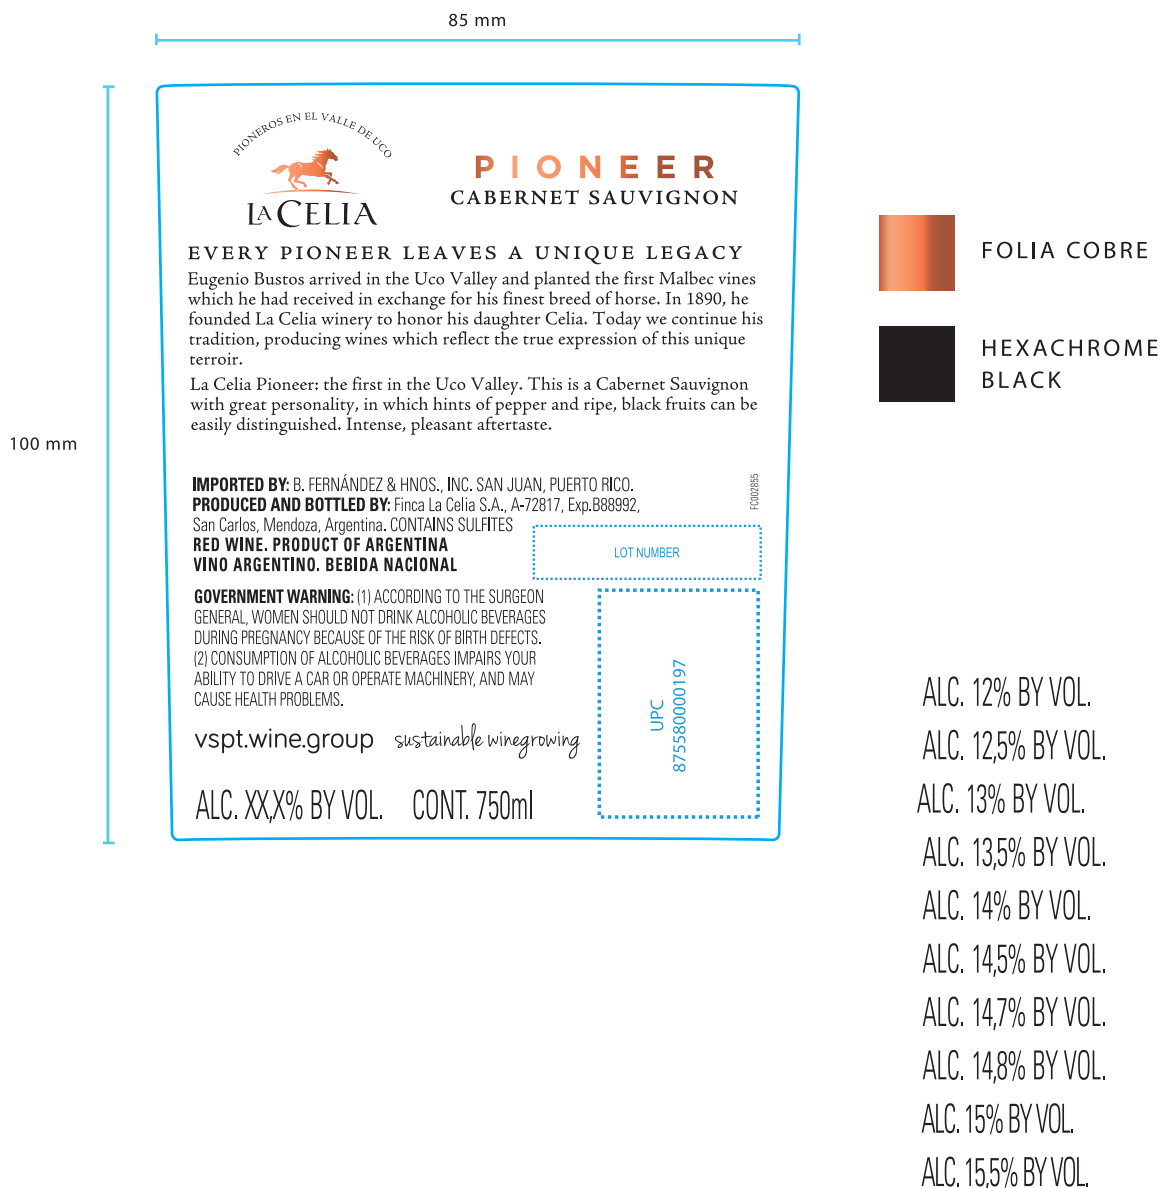 85 mm
100 mm
PIONEROS EN EL VALLE DE UCO
LA CELIA
PIONEER
CABERNET SAUVIGNON
EVERY PIONEER LEAVES A UNIQUE LEGACY
Eugenio Bustos arrived in the Uco Valley and planted the first Malbec vines
which he had received in exchange for his finest breed of horse. In 1890, he
founded La Celia winery to honor his daughter Celia. Today we continue his
tradition, producing wines which reflect the true expression of this unique
terroir.
La Celia Pioneer: the first in the Uco Valley. This is a Cabernet Sauvignon
with great personality, in which hints of pepper and ripe, black fruits can be
easily distinguished. Intense, pleasant aftertaste.
IMPORTED BY: B. FERNÁNDEZ & HNOS., INC. SAN JUAN, PUERTO RICO.
PRODUCED AND BOTTLED BY: Finca La Celia S.A., A-72817, Exp.B88992,
San Carlos, Mendoza, Argentina. CONTAINS SULFITES
RED WINE. PRODUCT OF ARGENTINA
VINO ARGENTINO. BEBIDA NACIONAL
FC002855
LOT NUMBER
GOVERNMENT WARNING: (1) ACCORDING TO THE SURGEON
GENERAL, WOMEN SHOULD NOT DRINK ALCOHOLIC BEVERAGES
DURING PREGNANCY BECAUSE OF THE RISK OF BIRTH DEFECTS.
(2) CONSUMPTION OF ALCOHOLIC BEVERAGES IMPAIRS YOUR
ABILITY TO DRIVE A CAR OR OPERATE MACHINERY, AND MAY
CAUSE HEALTH PROBLEMS.
UPC
875580000197
vspt.wine.group sustainable winegrowing
ALC. XX,X% BY VOL. CONT. 750ml
FOLIA COBRE
HEXACHROME
BLACK
ALC. 12% BY VOL.
ALC. 12,5% BY VOL.
ALC. 13% BY VOL.
ALC. 13,5% BY VOL.
ALC. 14% BY VOL.
ALC. 14,5% BY VOL.
ALC. 14,7% BY VOL.
ALC. 14,8% BY VOL.
ALC. 15% BY VOL.
ALC. 15,5% BY VOL.